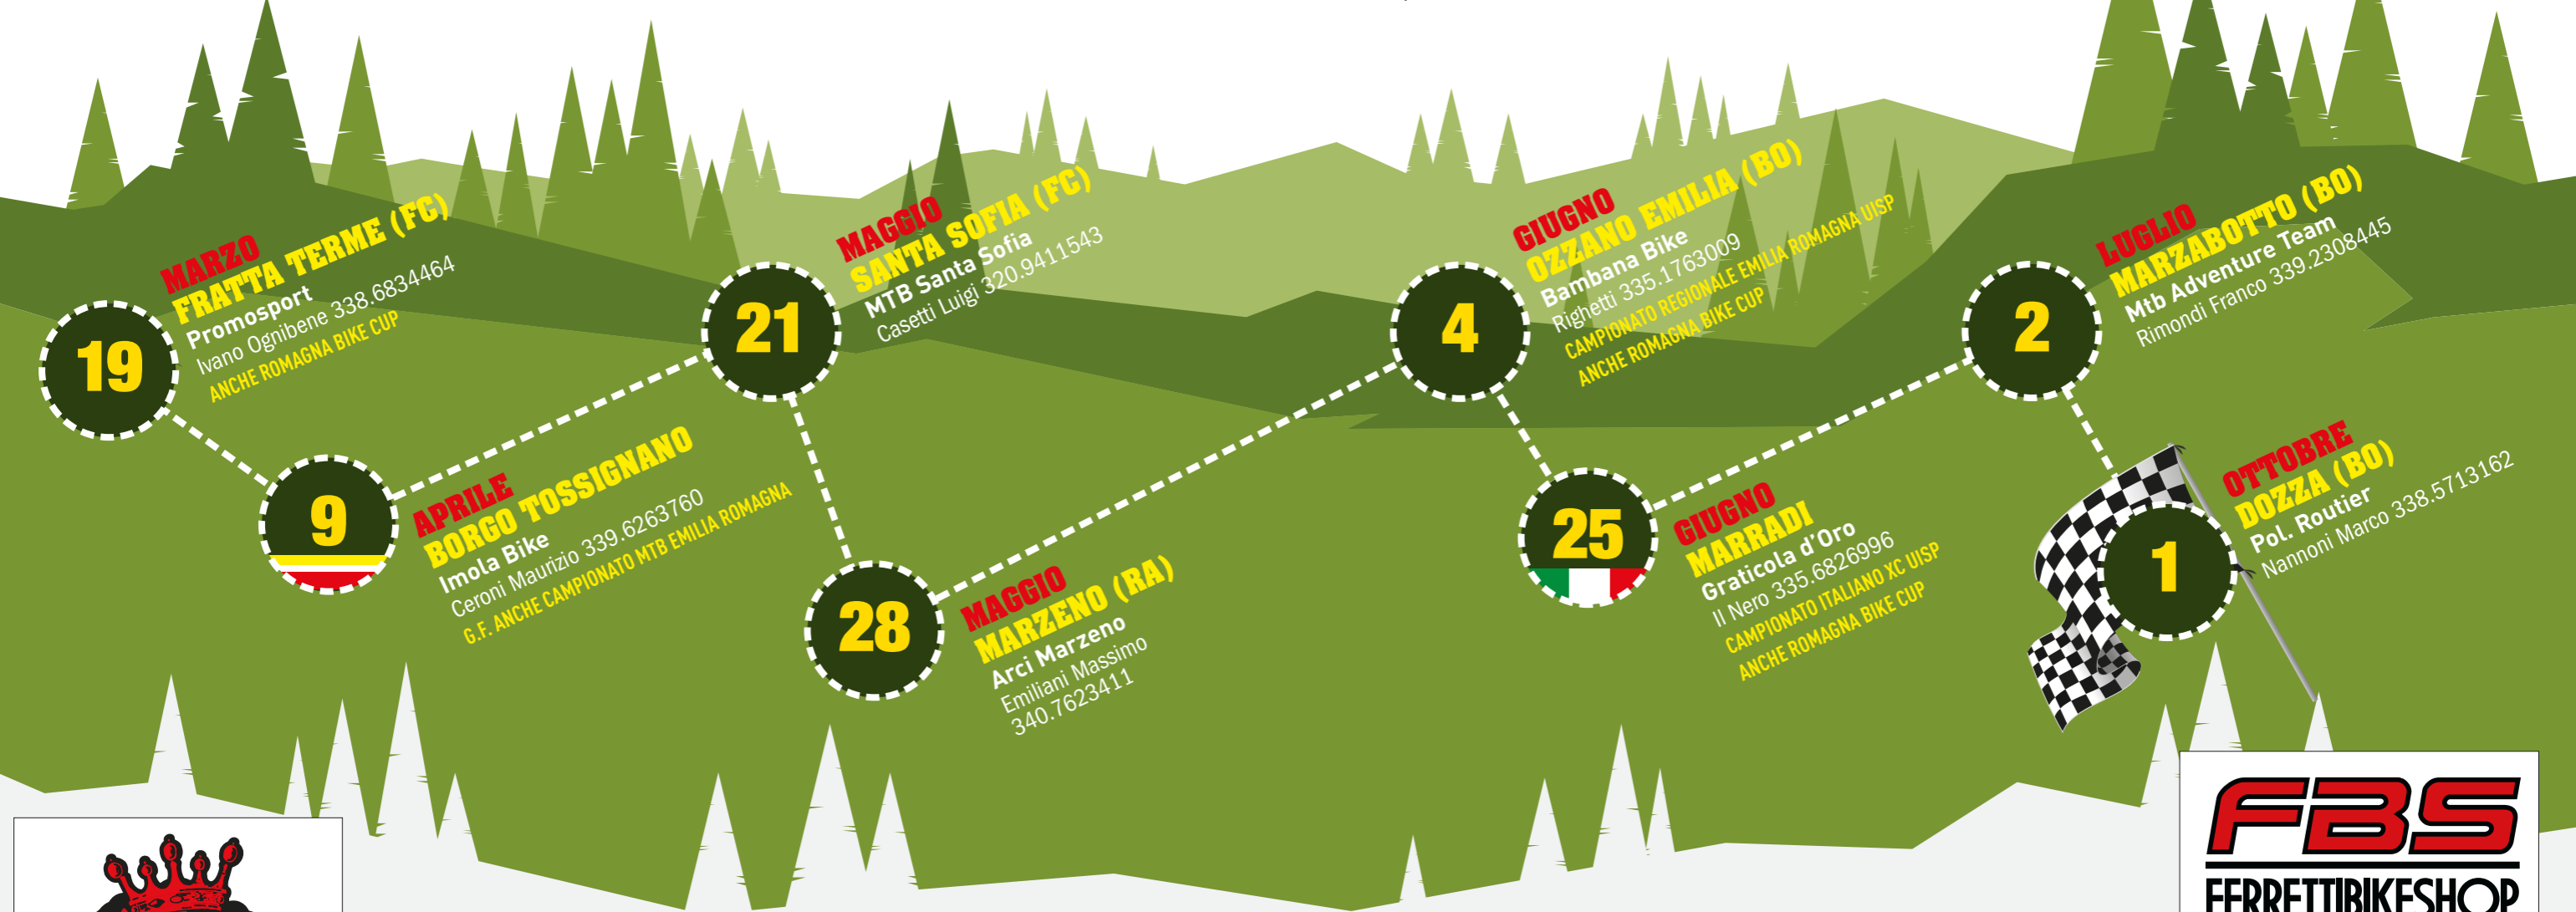 19
MARZO
FRATTA TERME (FC)
Promosport
Ivano Ognibene 338.6834464
ANCHE ROMAGNA BIKE CUP
9
APRILE
BORGO TOSSIGNANO
Imola Bike
Ceroni Maurizio 339.6263760
G.F. ANCHE CAMPIONATO MTB EMILIA ROMAGNA
21
MAGGIO
SANTA SOFIA (FC)
MTB Santa Sofia
Casetti Luigi 320.9411543
28
MAGGIO
MARZENO (RA)
Arci Marzeno
Emiliani Massimo
340.7623411
4
GIUGNO
OZZANO EMILIA (BO)
Bambana Bike
Righetti 335.1763009
CAMPIONATO REGIONALE EMILIA ROMAGNA UISP
ANCHE ROMAGNA BIKE CUP
25
GIUGNO
MARRADI
Graticola d'Oro
Il Nero 335.6826996
CAMPIONATO ITALIANO XC UISP
ANCHE ROMAGNA BIKE CUP
2
LUGLIO
MARZABOTTO (BO)
Mtb Adventure Team
Rimondi Franco 339.2308445
1
OTTOBRE
DOZZA (BO)
Pol. Routier
Nannoni Marco 338.5713162
FBS
FERRETTIBIKESHOP